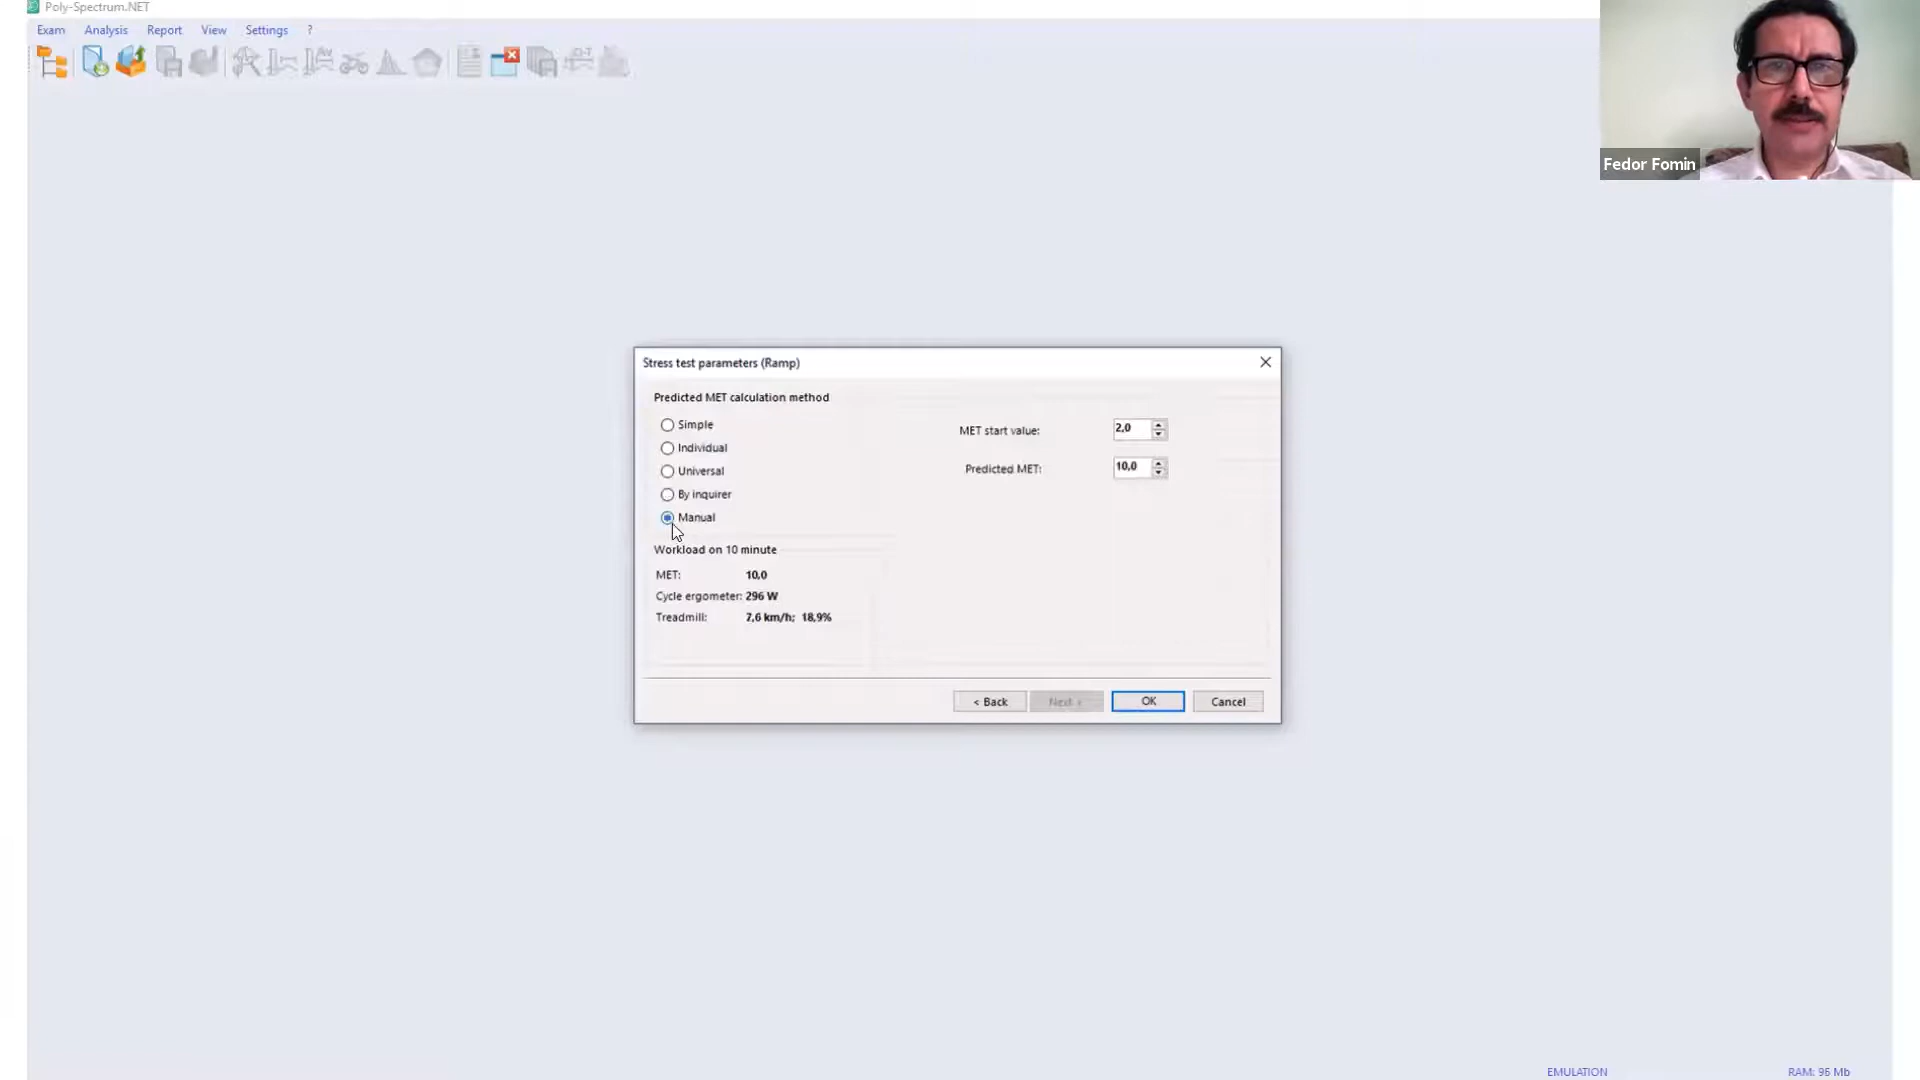 Poly-Spectrum.NET
Exam Analysis Report View Settings ?
Fedor Fomin
Stress test parameters (Ramp)
Predicted MET calculation method
Simple
Individual
Universal
By inquirer
Manual
MET start value: 2,0
Predicted MET: 10,0
Workload on 10 minute
MET: 10,0
Cycle ergometer: 296 W
Treadmill: 7,6 km/h; 18,9%
< Back Next > OK Cancel
EMULATION RAM: 96 Mb